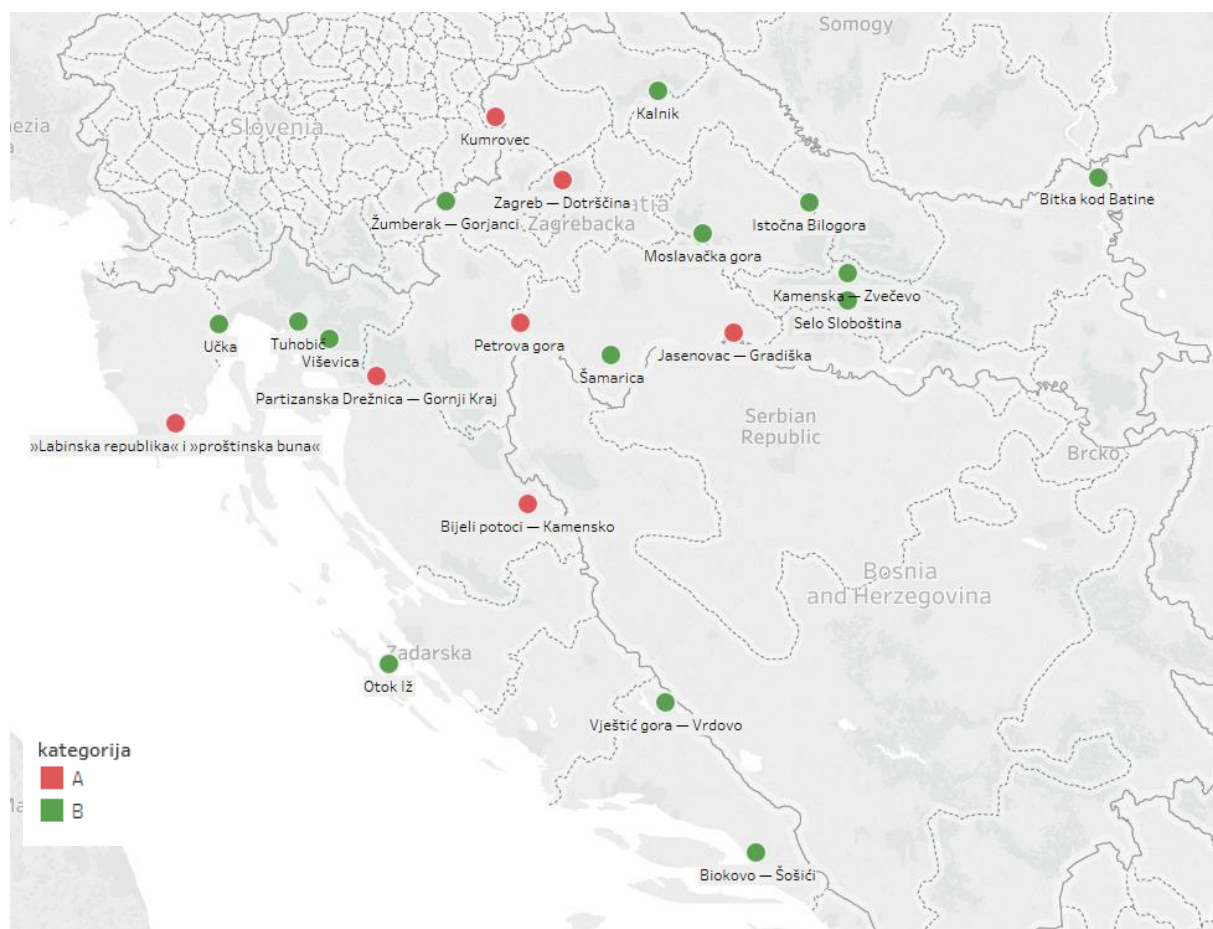 Somogy
Kalnik
Slovenia
Kumrovec
Bitka kod Batine
Zagreb — Dotrščina
atia
Žumberak — Gorjanci
Zagrebacka
Istočna Bilogora
Moslavačka gora
Kamenska — Zvečevo
Selo Sloboština
Učka
Tuhobić
Viševica
Petrova gora
Jasenovac — Gradiška
Šamarica
Partizanska Drežnica — Gornji Kraj
Serbian
Republic
»Labinska republika« i »proštinska buna«
Brcko
Bijeli potoci — Kamensko
Bosnia
and Herzegovina
Zadarska
Otok Iž
Vještić gora — Vrdovo
kategorija
A
B
Biokovo — Šošići